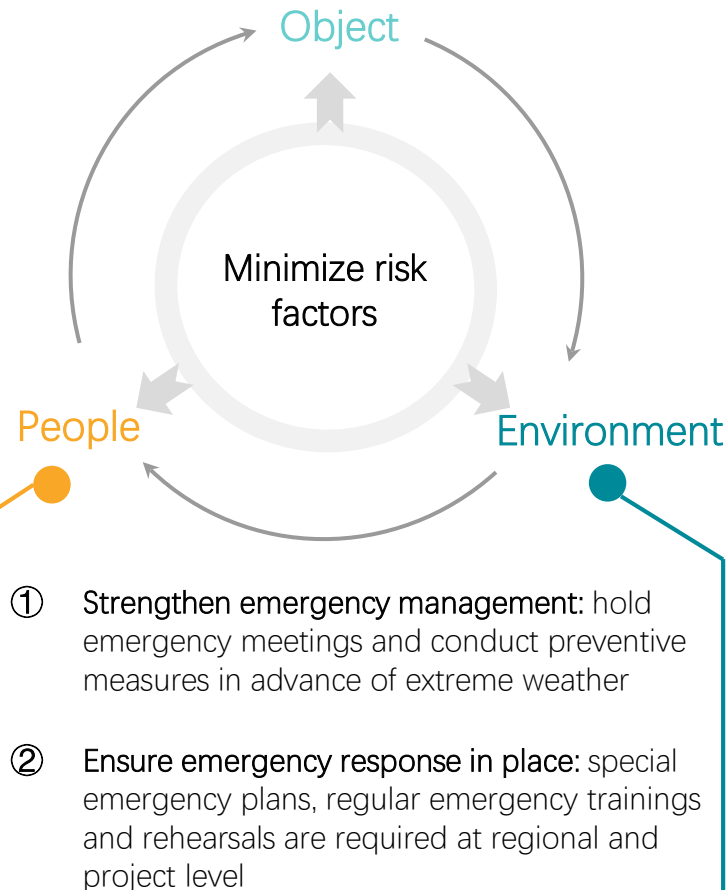 Object
Minimize risk
factors
People
Environment
① Strengthen emergency management: hold
emergency meetings and conduct preventive
measures in advance of extreme weather
② Ensure emergency response in place: special
emergency plans, regular emergency trainings
and rehearsals are required at regional and
project level